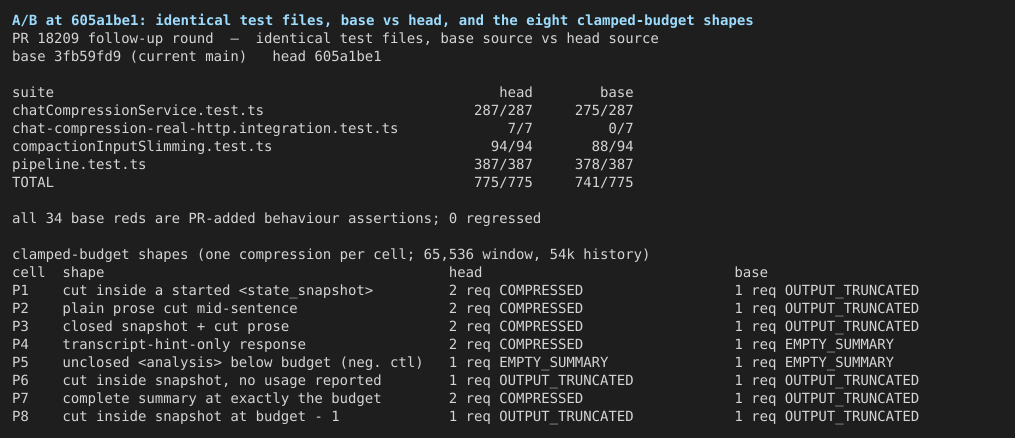 A/B at 605a1be1: identical test files, base vs head, and the eight clamped-budget shapes
PR 18209 follow-up round — identical test files, base source vs head source
base 3fb59fd9 (current main) head 605a1be1
suite head base
chatCompressionService.test.ts 287/287 275/287
chat-compression-real-http.integration.test.ts 7/7 0/7
compactionInputSlimming.test.ts 94/94 88/94
pipeline.test.ts 387/387 378/387
TOTAL 775/775 741/775
all 34 base reds are PR-added behaviour assertions; 0 regressed
clamped-budget shapes (one compression per cell; 65,536 window, 54k history)
cell shape head base
P1 cut inside a started <state_snapshot> 2 req COMPRESSED 1 req OUTPUT_TRUNCATED
P2 plain prose cut mid-sentence 2 req COMPRESSED 1 req OUTPUT_TRUNCATED
P3 closed snapshot + cut prose 2 req COMPRESSED 1 req OUTPUT_TRUNCATED
P4 transcript-hint-only response 2 req COMPRESSED 1 req EMPTY_SUMMARY
P5 unclosed <analysis> below budget (neg. ctl) 1 req EMPTY_SUMMARY 1 req EMPTY_SUMMARY
P6 cut inside snapshot, no usage reported 1 req OUTPUT_TRUNCATED 1 req OUTPUT_TRUNCATED
P7 complete summary at exactly the budget 2 req COMPRESSED 1 req OUTPUT_TRUNCATED
P8 cut inside snapshot at budget - 1 1 req OUTPUT_TRUNCATED 1 req OUTPUT_TRUNCATED